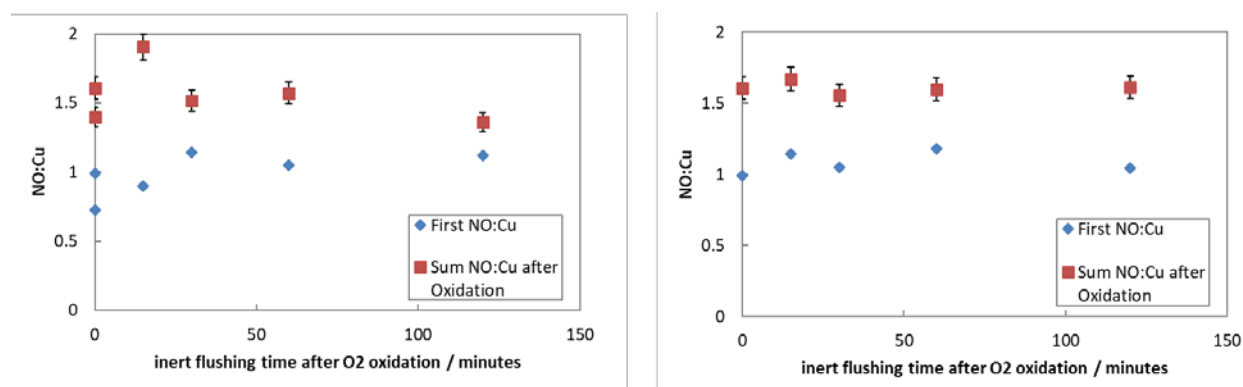 2
1.5
1
0.5
0
NO:Cu
First NO:Cu
Sum NO:Cu after
Oxidation
0
50
100
150
inert flushing time after O2 oxidation / minutes
2
1.5
1
0.5
0
NO:Cu
First NO:Cu
Sum NO:Cu after
Oxidation
0
50
100
150
inert flushing time after O2 oxidation / minutes